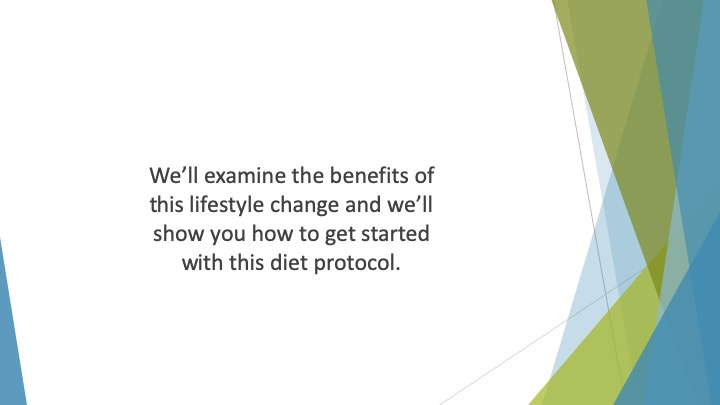 We’ll examine the benefits of
this lifestyle change and we’ll
show you how to get started
with this diet protocol.